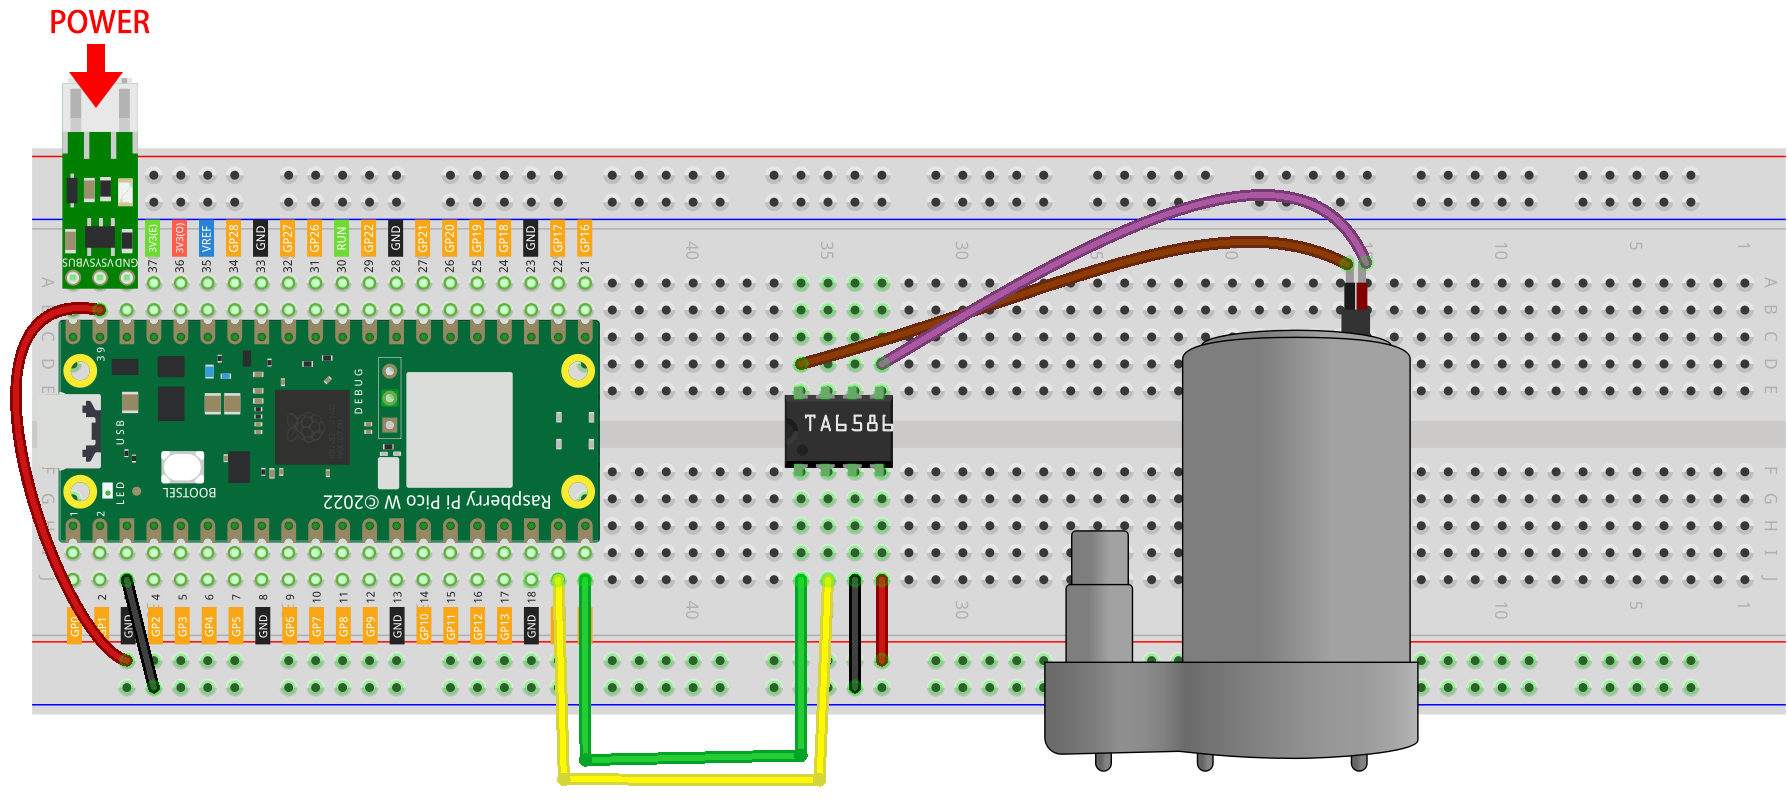 POWER
VBUS VSYS GND
3V3(E) 3V3(O) VREF GP28 GND GP27 GP26 RUN GP22 GND GP21 GP20 GP19 GP18 GND GP17 GP16
37 36 35 34 33 32 31 30 29 28 27 26 25 24 23 22 21
40 35 30 15 10 5 1
A A
B B
C C
D D
E E
39
DEBUG
USB
BOOTSEL
LED
1 2
Raspberry Pi Pico W ©2022
TA6586
F F
G G
H
I I
J J
2 4 5 6 7 8 9 10 11 12 13 14 15 16 17 18
GP1 GND GP2 GP3 GP4 GP5 GND GP6 GP7 GP8 GP9 GND GP10 GP11 GP12 GP13 GND
40 30 10 5 1